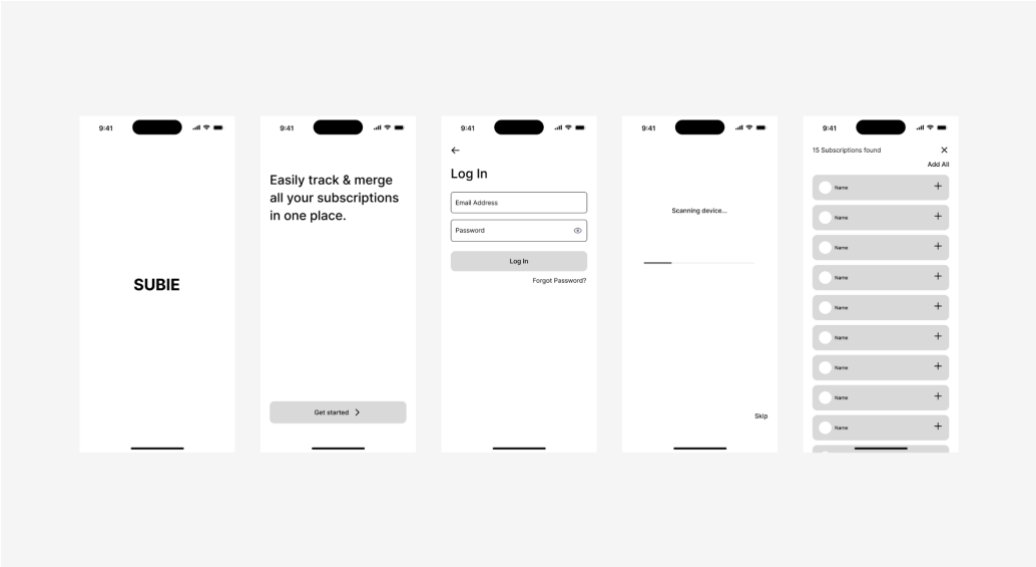 9:41
SUBIE
9:41
Easily track & merge
all your subscriptions
in one place.
Get started
9:41
Log In
Email Address
Password
Log In
Forgot Password?
9:41
Scanning device...
Skip
9:41
15 Subscriptions found
Add All
Name
Name
Name
Name
Name
Name
Name
Name
Name